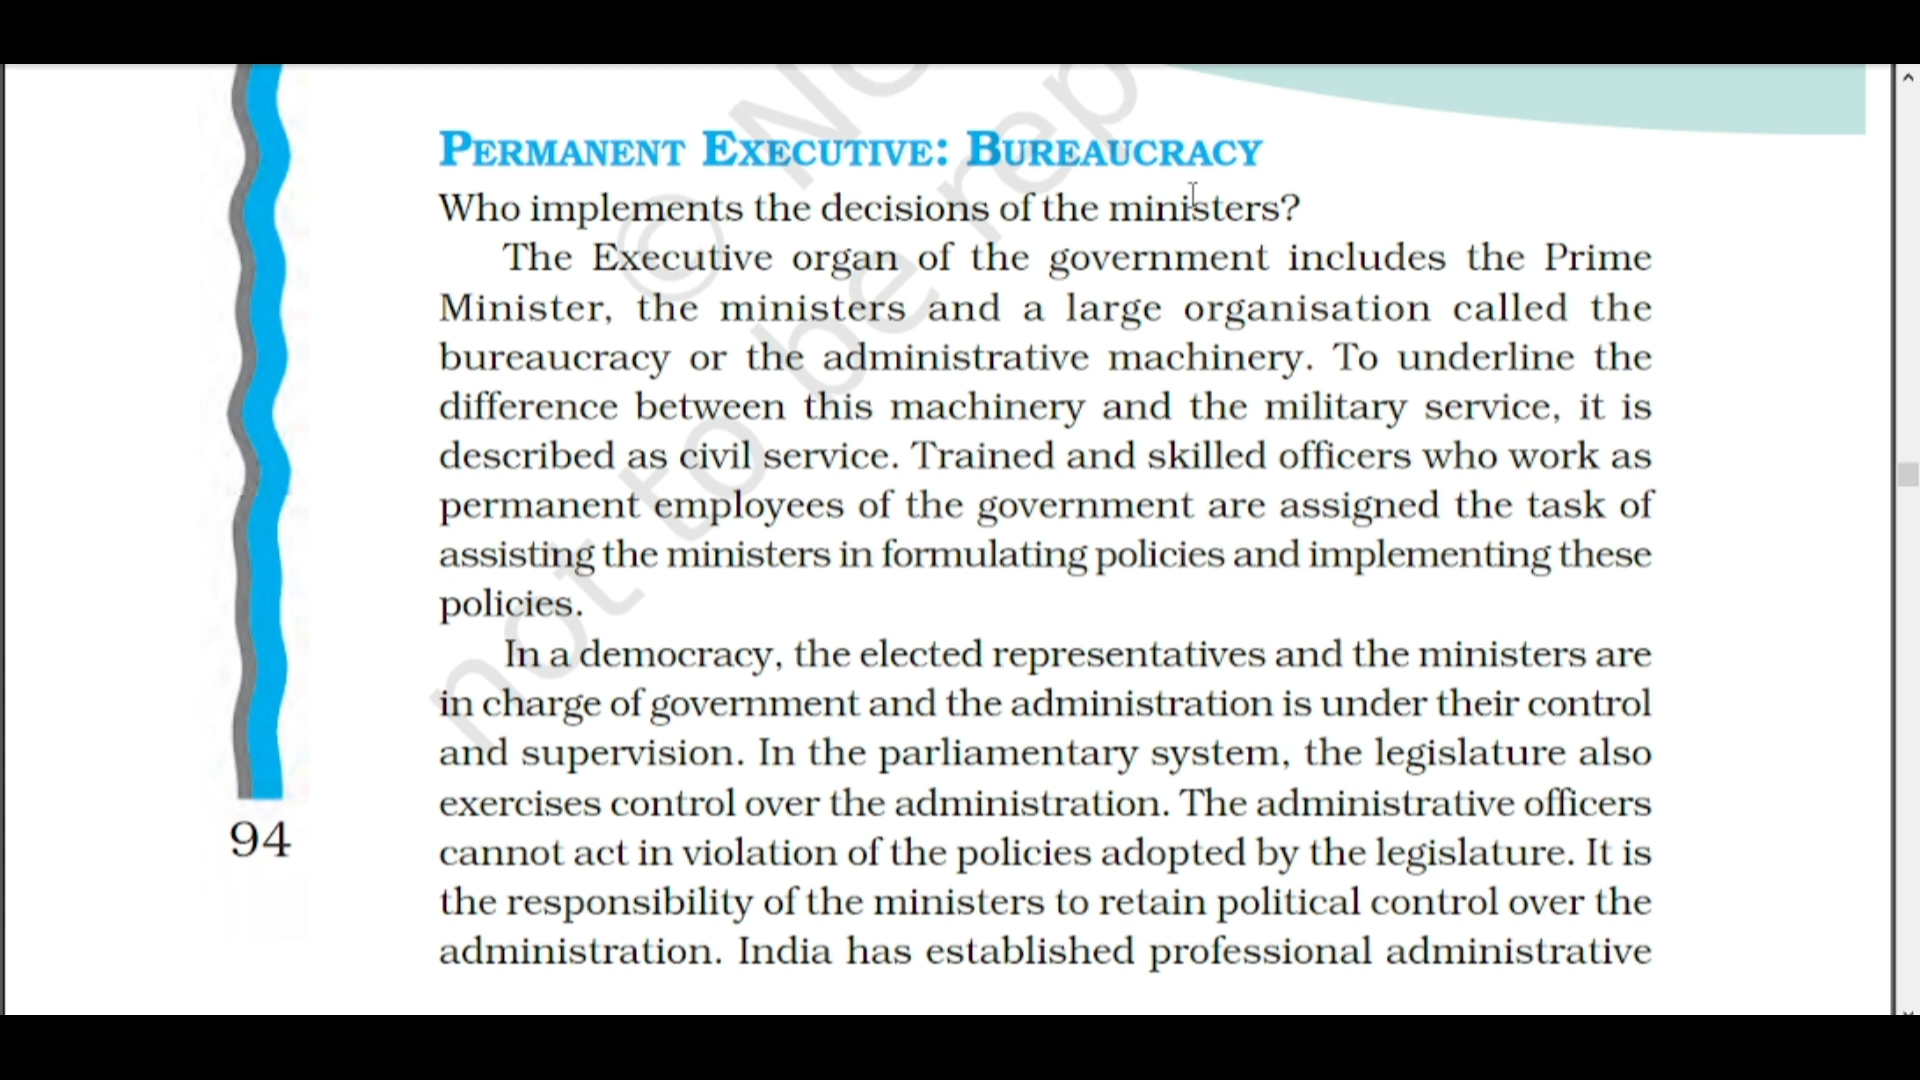 PERMANENT EXECUTIVE: BUREAUCRACY
Who implements the decisions of the ministers?
The Executive organ of the government includes the Prime
Minister, the ministers and a large organisation called the
bureaucracy or the administrative machinery. To underline the
difference between this machinery and the military service, it is
described as civil service. Trained and skilled officers who work as
permanent employees of the government are assigned the task of
assisting the ministers in formulating policies and implementing these
policies.
In a democracy, the elected representatives and the ministers are
in charge of government and the administration is under their control
and supervision. In the parliamentary system, the legislature also
exercises control over the administration. The administrative officers
cannot act in violation of the policies adopted by the legislature. It is
the responsibility of the ministers to retain political control over the
administration. India has established professional administrative
94
not to be rep
© NC